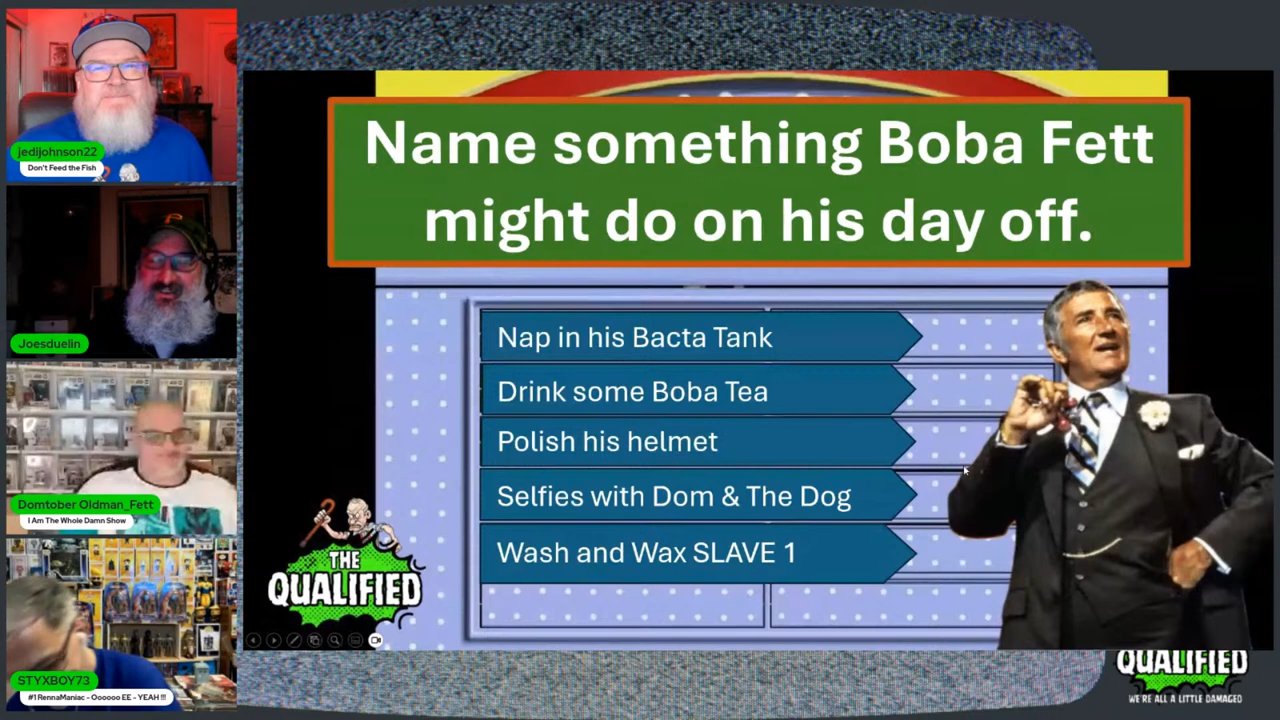 jedijohnson22
Don't Feed the Fish
Joesduelin
Domtober Oldman_Fett
I Am The Whole Damn Show
STYXBOY73
#1 RennaManiac - Oooooo EE - YEAH !!!
Name something Boba Fett
might do on his day off.
Nap in his Bacta Tank
Drink some Boba Tea
Polish his helmet
Selfies with Dom & The Dog
Wash and Wax SLAVE 1
THE
QUALIFIED
QUALIFIED
WE'RE ALL A LITTLE DAMAGED